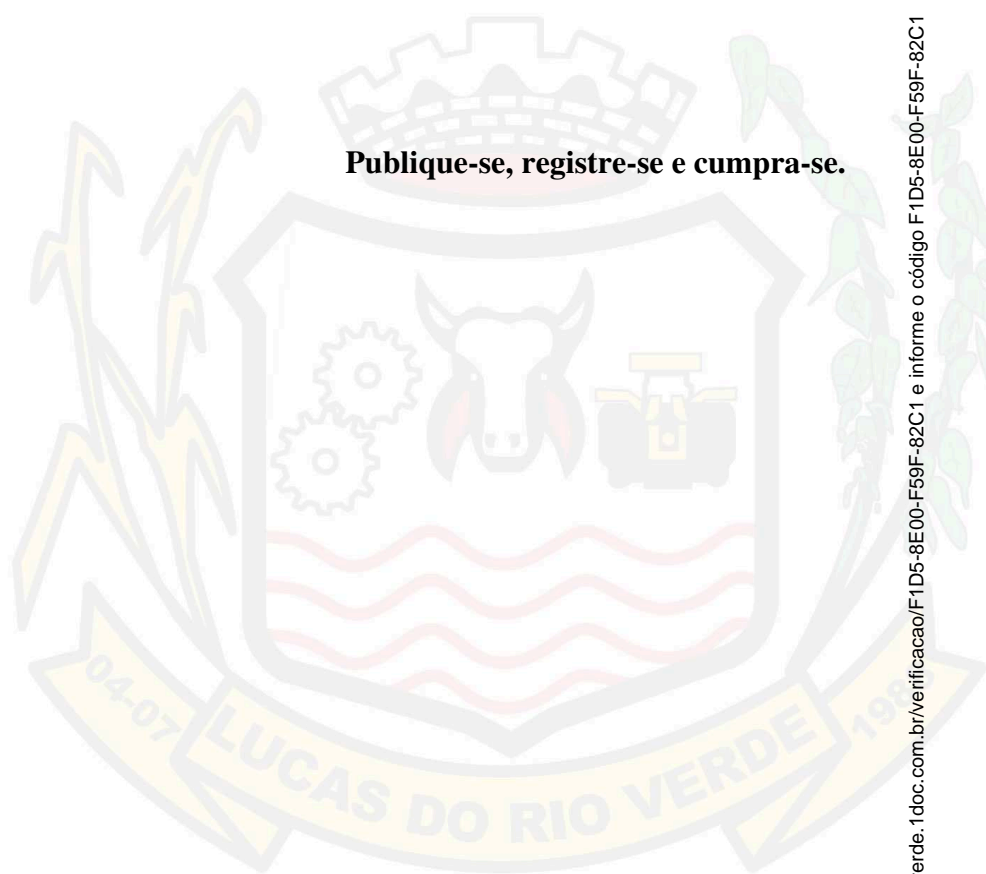 Publique-se, registre-se e cumpra-se.
04-07 LUCAS DO RIO VERDE 1988
erde.1doc.com.br/verificacao/F1D5-8E00-F59F-82C1 e informe o código F1D5-8E00-F59F-82C1